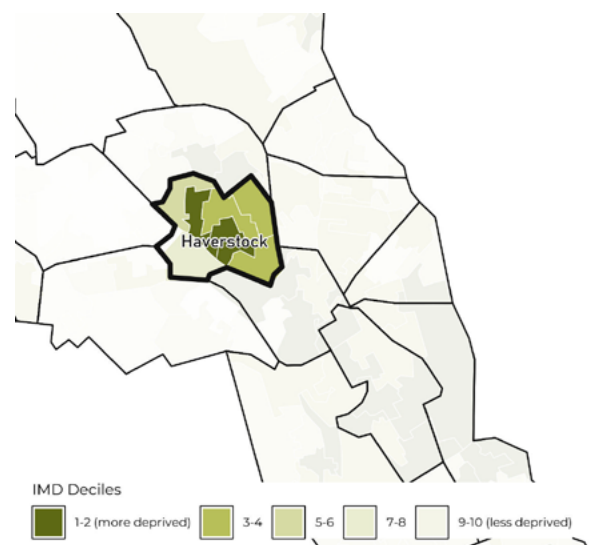 Haverstock
IMD Deciles
1-2 (more deprived)
3-4
5-6
7-8
9-10 (less deprived)